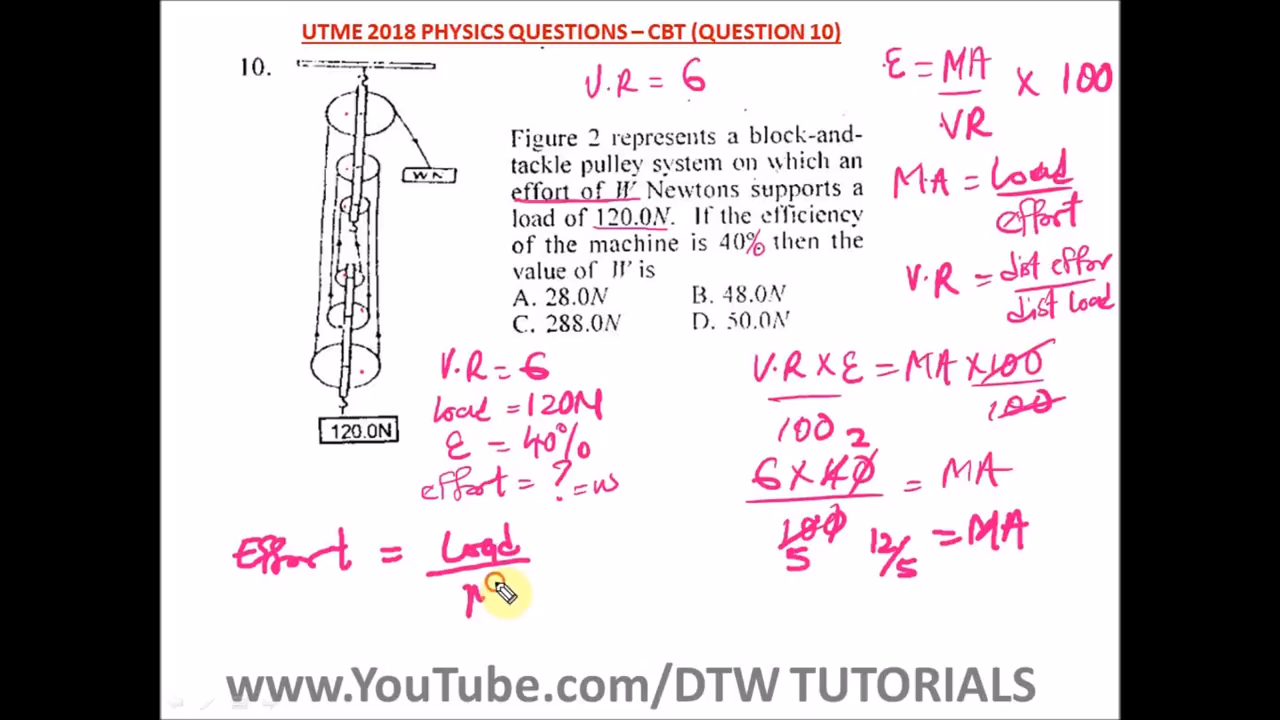 UTME 2018 PHYSICS QUESTIONS – CBT (QUESTION 10)
10.
V.R = 6
Figure 2 represents a block-and-
tackle pulley system on which an
effort of W Newtons supports a
load of 120.0N. If the efficiency
of the machine is 40% then the
value of W is
A. 28.0N B. 48.0N
C. 288.0N D. 50.0N
W N
120.0N
E = MA/VR × 100
MA = Load/effort
V.R = dist effor/dist load
V.R = 6
Load = 120N
E = 40%
effort = ? = w
V.R × E/100 = MA × 100/100
6 × 40/100 = MA
2
5
12/5 = MA
Effort = Load
www.YouTube.com/DTW TUTORIALS